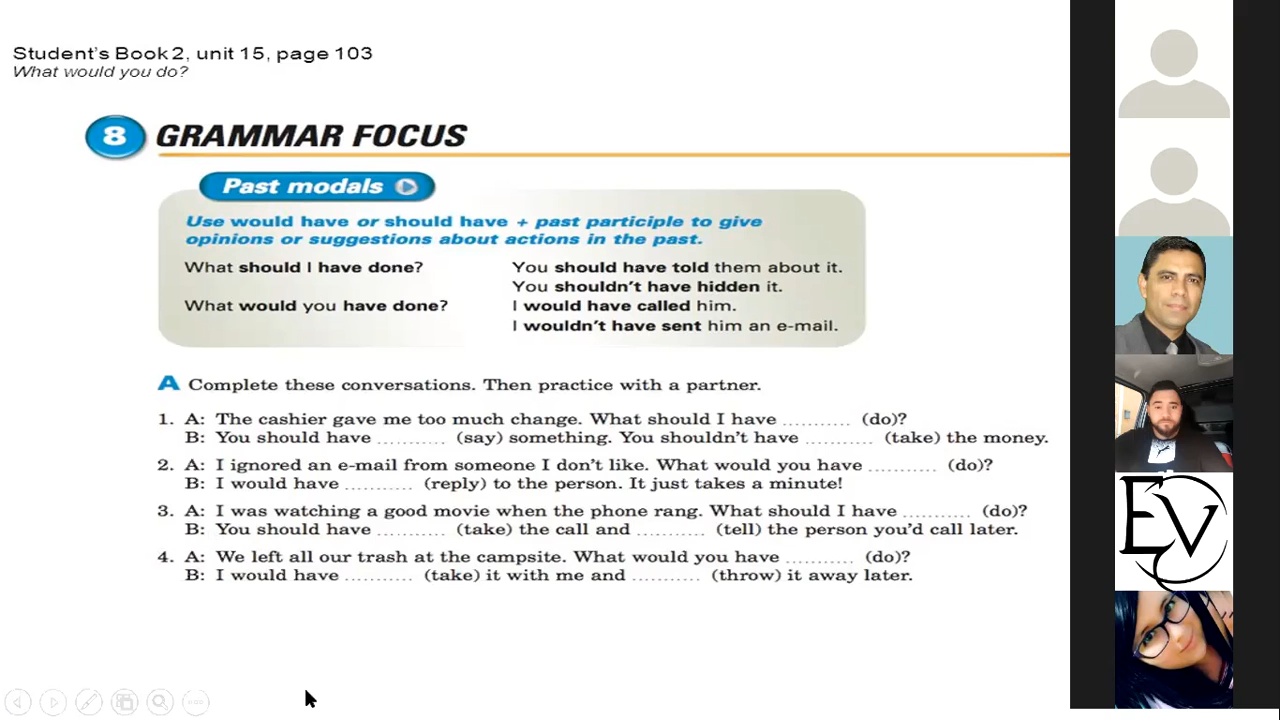 Student's Book 2, unit 15, page 103
What would you do?
8 GRAMMAR FOCUS
Past modals
Use would have or should have + past participle to give
opinions or suggestions about actions in the past.
What should I have done? You should have told them about it.
You shouldn't have hidden it.
What would you have done? I would have called him.
I wouldn't have sent him an e-mail.
A Complete these conversations. Then practice with a partner.
1. A: The cashier gave me too much change. What should I have .......... (do)?
B: You should have .......... (say) something. You shouldn't have .......... (take) the money.
2. A: I ignored an e-mail from someone I don't like. What would you have .......... (do)?
B: I would have .......... (reply) to the person. It just takes a minute!
3. A: I was watching a good movie when the phone rang. What should I have .......... (do)?
B: You should have .......... (take) the call and .......... (tell) the person you'd call later.
4. A: We left all our trash at the campsite. What would you have .......... (do)?
B: I would have .......... (take) it with me and .......... (throw) it away later.
EV